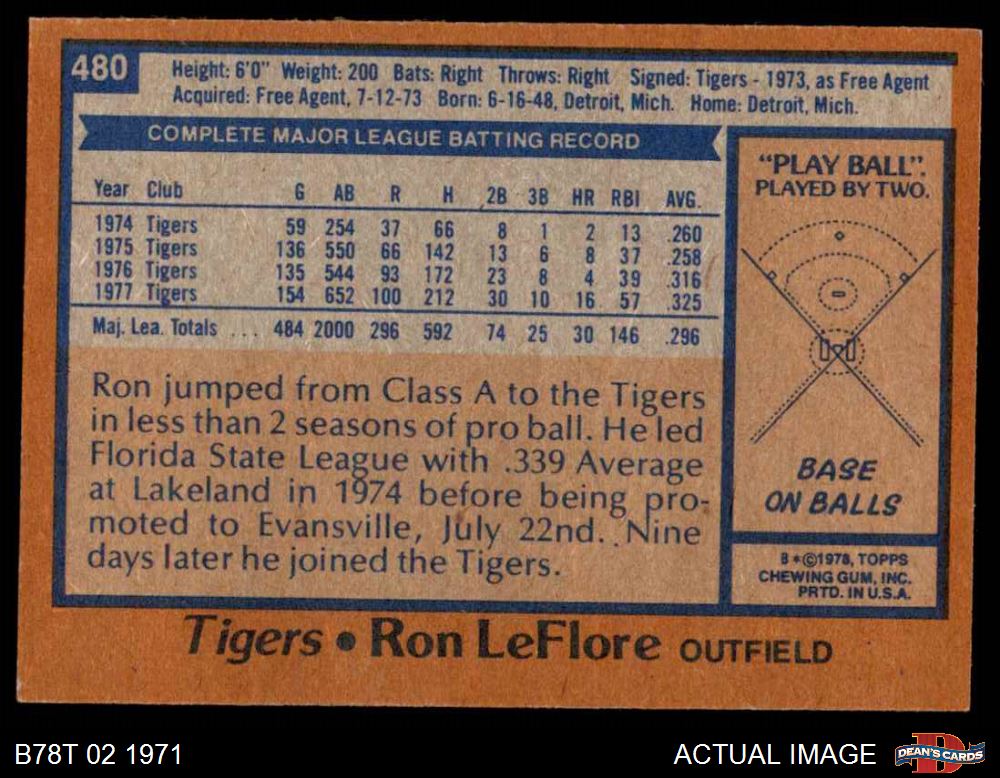 480
Height: 6'0" Weight: 200 Bats: Right Throws: Right Signed: Tigers - 1973, as Free Agent
Acquired: Free Agent, 7-12-73 Born: 6-16-48, Detroit, Mich. Home: Detroit, Mich.
COMPLETE MAJOR LEAGUE BATTING RECORD
Year Club G AB R H 2B 3B HR RBI AVG.
1974 Tigers 59 254 37 66 8 1 2 13 .260
1975 Tigers 136 550 66 142 13 6 8 37 .258
1976 Tigers 135 544 93 172 23 8 4 39 .316
1977 Tigers 154 652 100 212 30 10 16 57 .325
Maj. Lea. Totals ... 484 2000 296 592 74 25 30 146 .296
Ron jumped from Class A to the Tigers
in less than 2 seasons of pro ball. He led
Florida State League with .339 Average
at Lakeland in 1974 before being pro-
moted to Evansville, July 22nd. Nine
days later he joined the Tigers.
"PLAY BALL".
PLAYED BY TWO.
BASE
ON BALLS
B*©1978, TOPPS
CHEWING GUM, INC.
PRTD. IN U.S.A.
Tigers • Ron LeFlore OUTFIELD
B78T 02 1971
ACTUAL IMAGE
DEAN'S CARDS